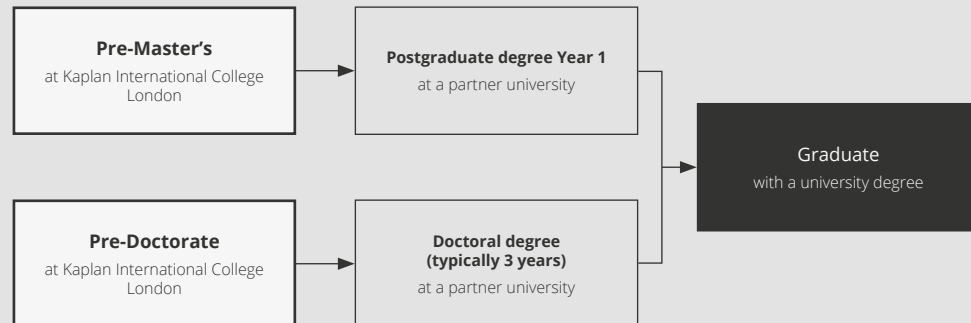 Pre-Master's
at Kaplan International College
London
Postgraduate degree Year 1
at a partner university
Graduate
with a university degree
Pre-Doctorate
at Kaplan International College
London
Doctoral degree
(typically 3 years)
at a partner university